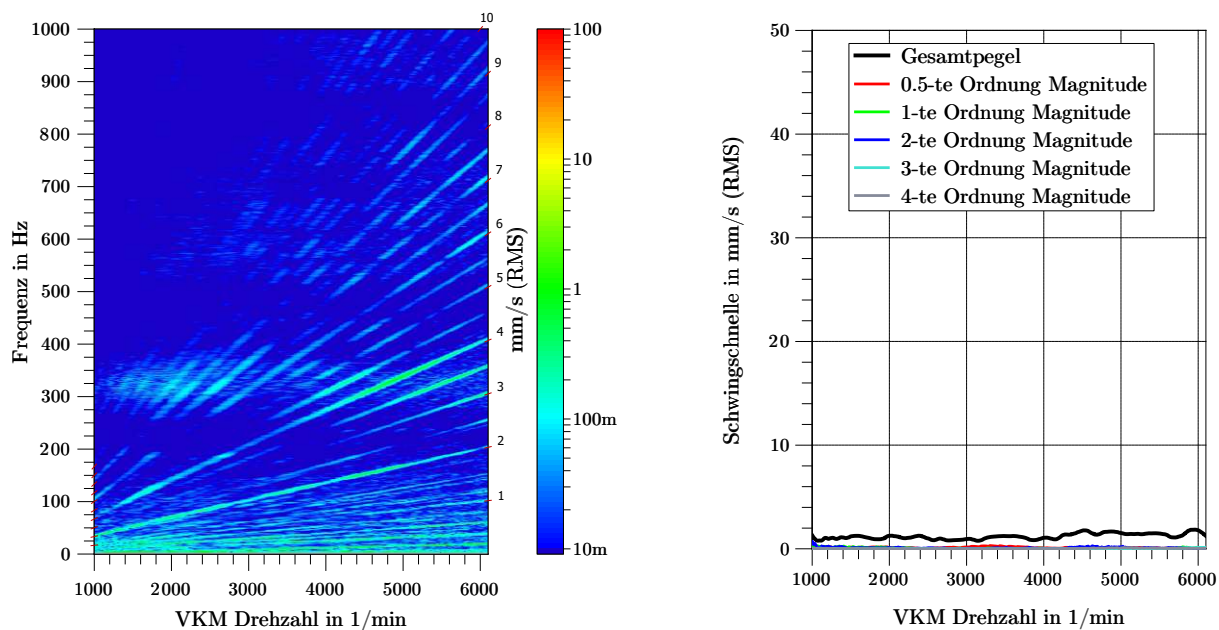 10
1000
900
800
700
600
500
400
300
200
100
0
Frequenz in Hz
1000 2000 3000 4000 5000 6000
VKM Drehzahl in 1/min
9
8
7
6
5
4
3
2
1
100
10
1
100m
10m
mm/s (RMS)
50
40
30
20
10
0
Schwingschnelle in mm/s (RMS)
Gesamtpegel
0.5-te Ordnung Magnitude
1-te Ordnung Magnitude
2-te Ordnung Magnitude
3-te Ordnung Magnitude
4-te Ordnung Magnitude
1000 2000 3000 4000 5000 6000
VKM Drehzahl in 1/min